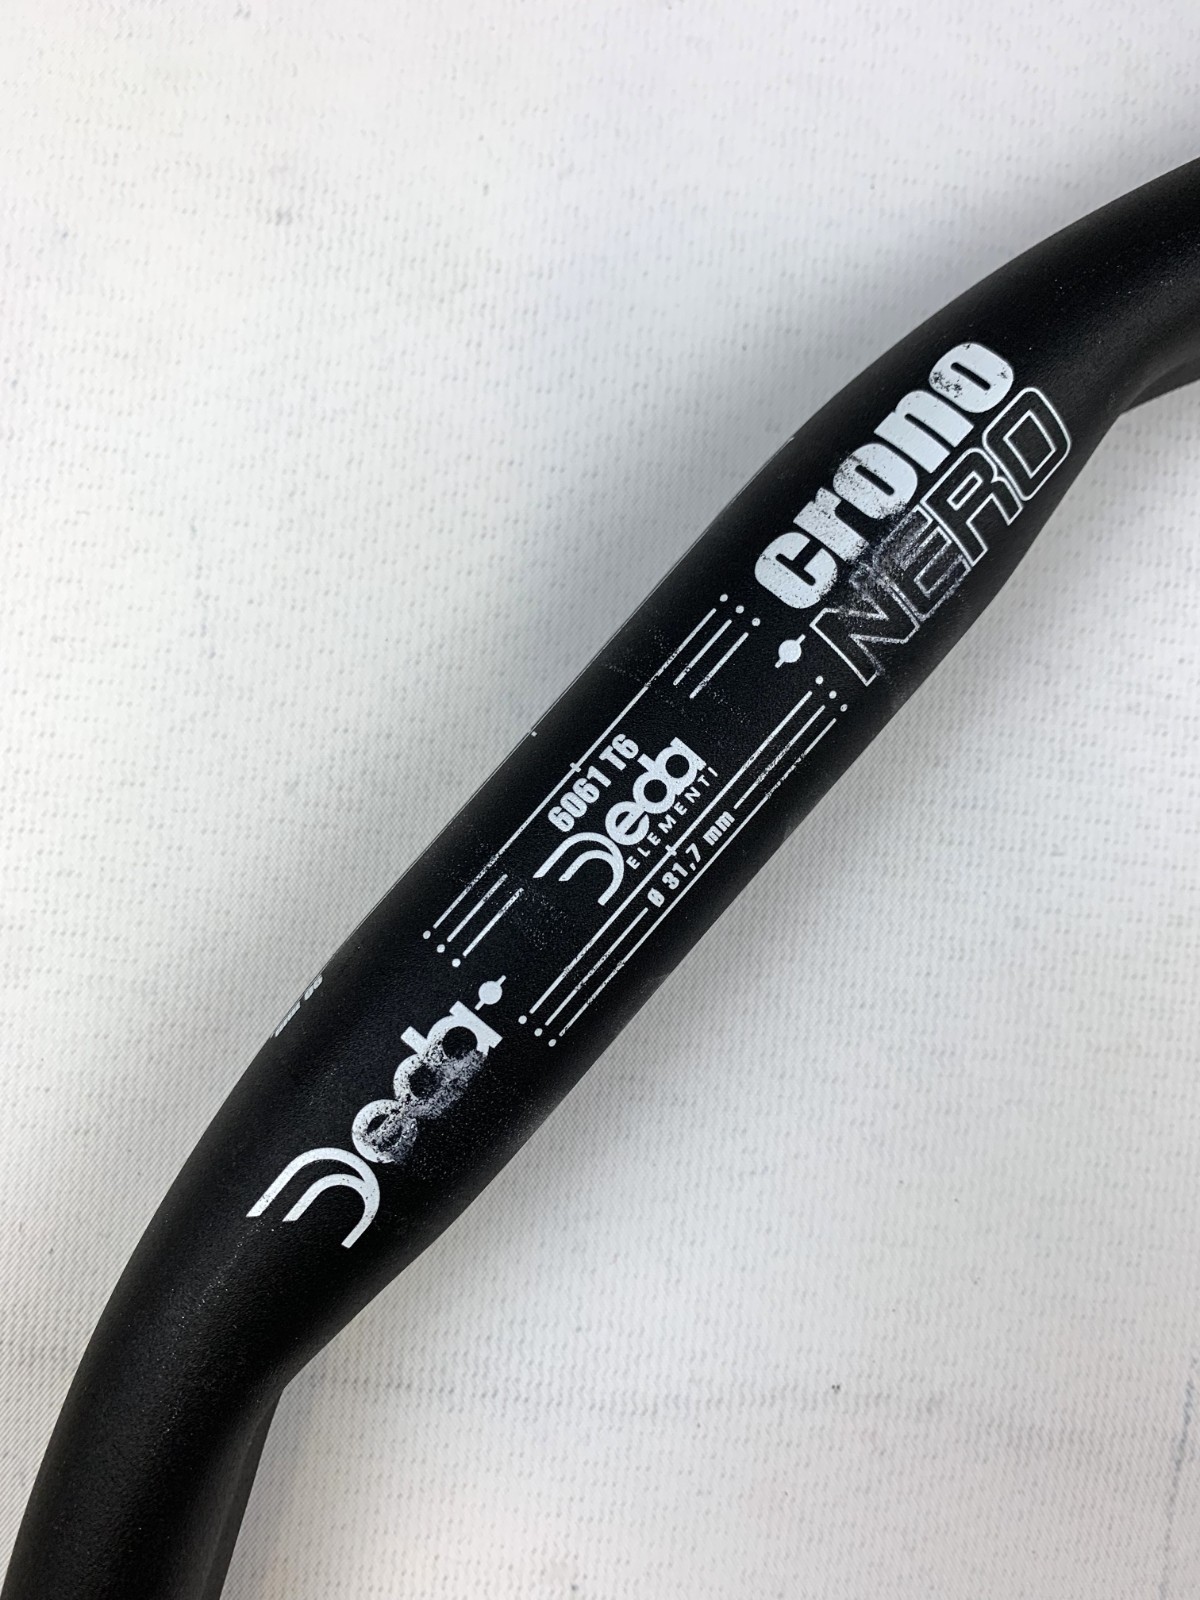 crono
NERO
6061 T6
Deda
ELEMENTI
Ø 31,7 mm
Deda